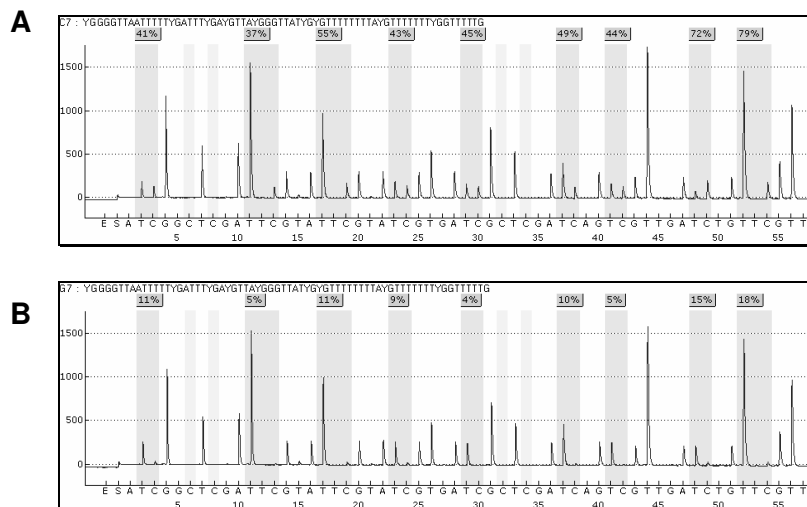 A
C7 : YGGGGTTAATTTTTYGATTTYGAYGTTAYGGGTTATYGYGTTTTTTTTAYGTTTTTTTYGGTTTTTG
41% 37% 55% 43% 45% 49% 44% 72% 79%
1500
1000
500
0
E S A T C G G C T C G A T T C G T A T T C G T A T C G T G A T C G C T C G A T C A G T C G T T G A T C T G T T C G T T
5 10 15 20 25 30 35 40 45 50 55
B
G7 : YGGGGTTAATTTTTYGATTTYGAYGTTAYGGGTTATYGYGTTTTTTTTAYGTTTTTTTYGGTTTTTG
11% 5% 11% 9% 4% 10% 5% 15% 18%
1500
1000
500
0
E S A T C G G C T C G A T T C G T A T T C G T A T C G T G A T C G C T C G A T C A G T C G T T G A T C T G T T C G T T
5 10 15 20 25 30 35 40 45 50 55